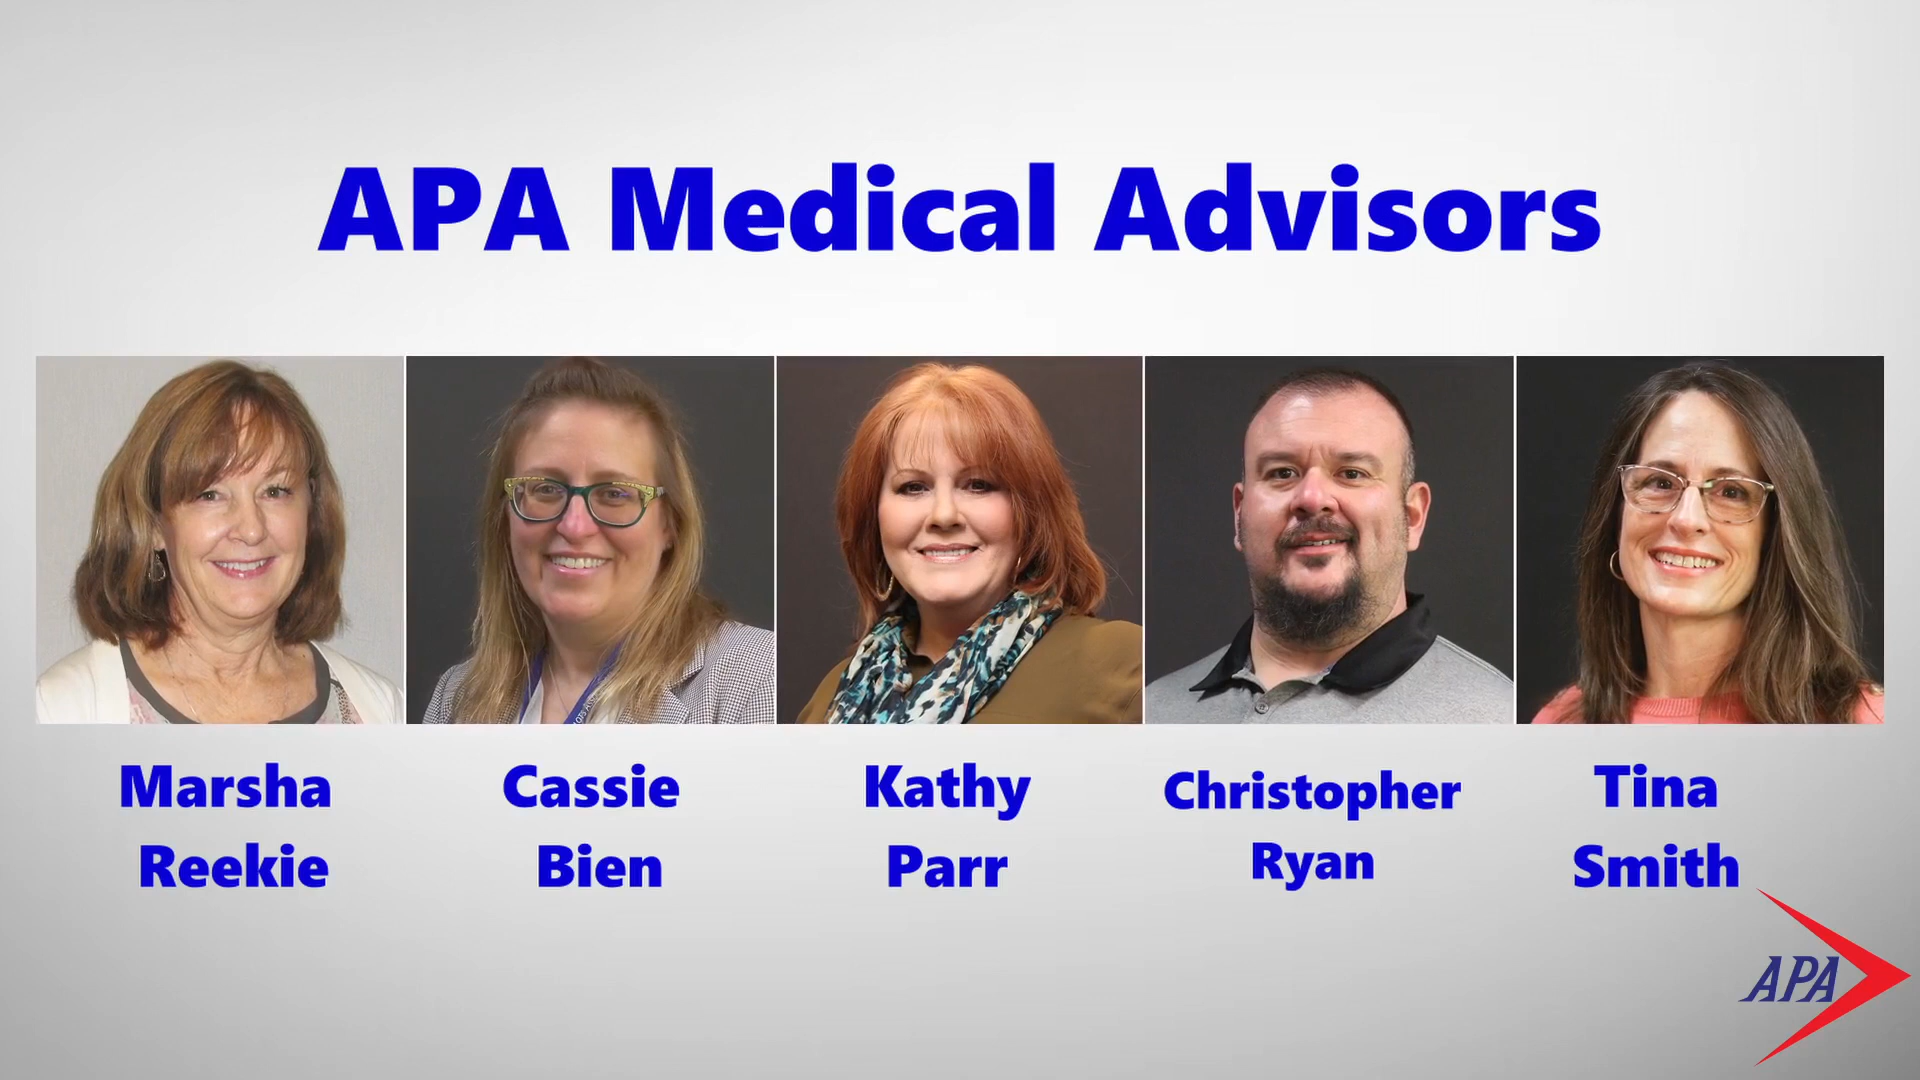 APA Medical Advisors
Marsha Reekie
Cassie Bien
Kathy Parr
Christopher Ryan
Tina Smith
APA